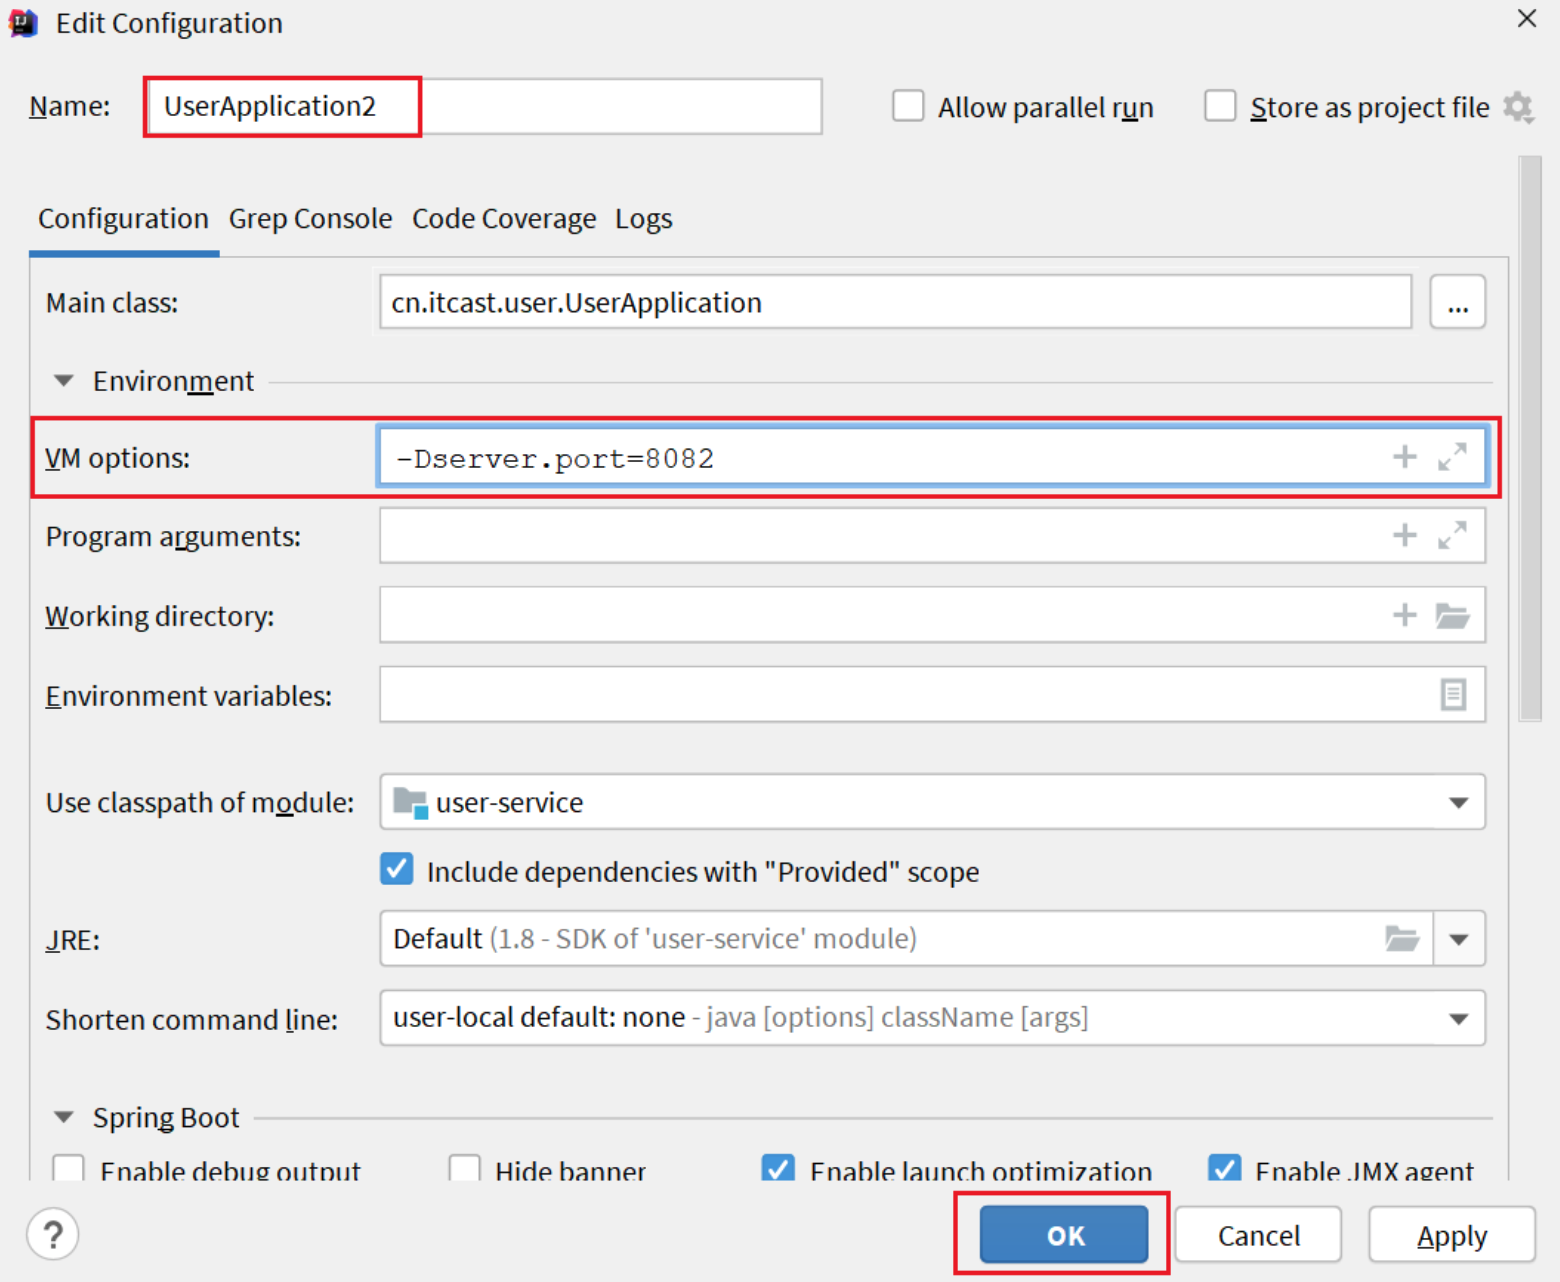 Edit Configuration
Name: UserApplication2 Allow parallel run Store as project file
Configuration Grep Console Code Coverage Logs
Main class: cn.itcast.user.UserApplication ...
Environment
VM options: -Dserver.port=8082
Program arguments:
Working directory:
Environment variables:
Use classpath of module: user-service
Include dependencies with "Provided" scope
JRE: Default (1.8 - SDK of 'user-service' module)
Shorten command line: user-local default: none - java [options] className [args]
Spring Boot
Enable debug output Hide banner Enable launch optimization Enable JMX agent
? OK Cancel Apply